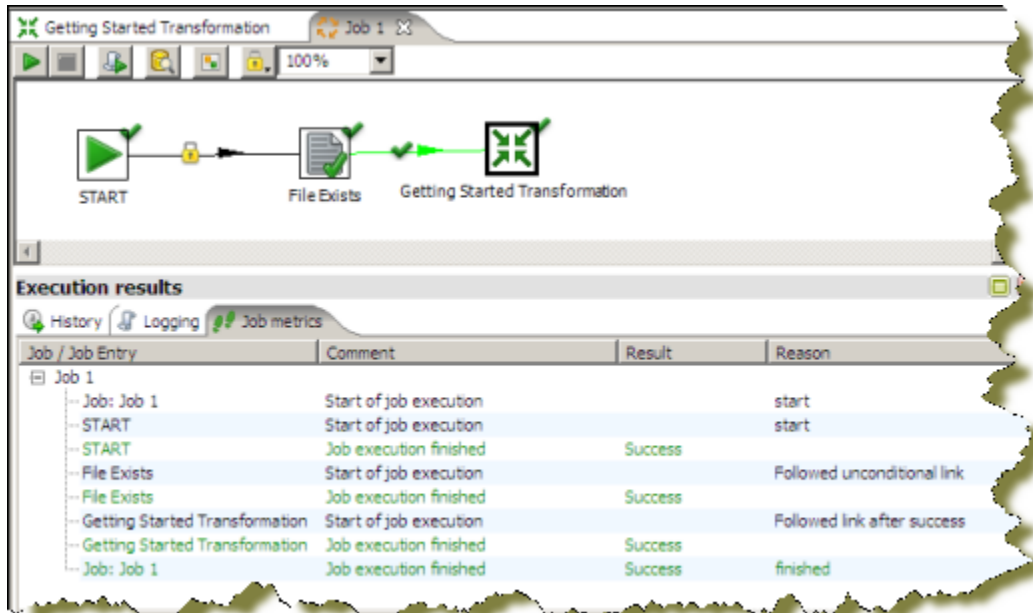 Getting Started Transformation Job 1
100%
START File Exists Getting Started Transformation
Execution results
History Logging Job metrics
Job / Job Entry Comment Result Reason
Job 1
Job: Job 1 Start of job execution start
START Start of job execution start
START Job execution finished Success
File Exists Start of job execution Followed unconditional link
File Exists Job execution finished Success
Getting Started Transformation Start of job execution Followed link after success
Getting Started Transformation Job execution finished Success
Job: Job 1 Job execution finished Success finished